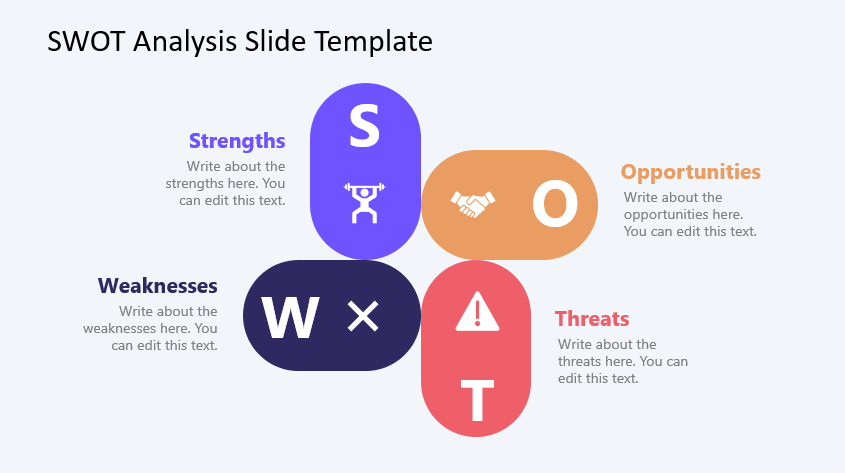 SWOT Analysis Slide Template
S
Strengths
Write about the
strengths here. You
can edit this text.
O
Opportunities
Write about the
opportunities here.
You can edit this text.
W
Weaknesses
Write about the
weaknesses here. You
can edit this text.
T
Threats
Write about the
threats here. You can
edit this text.